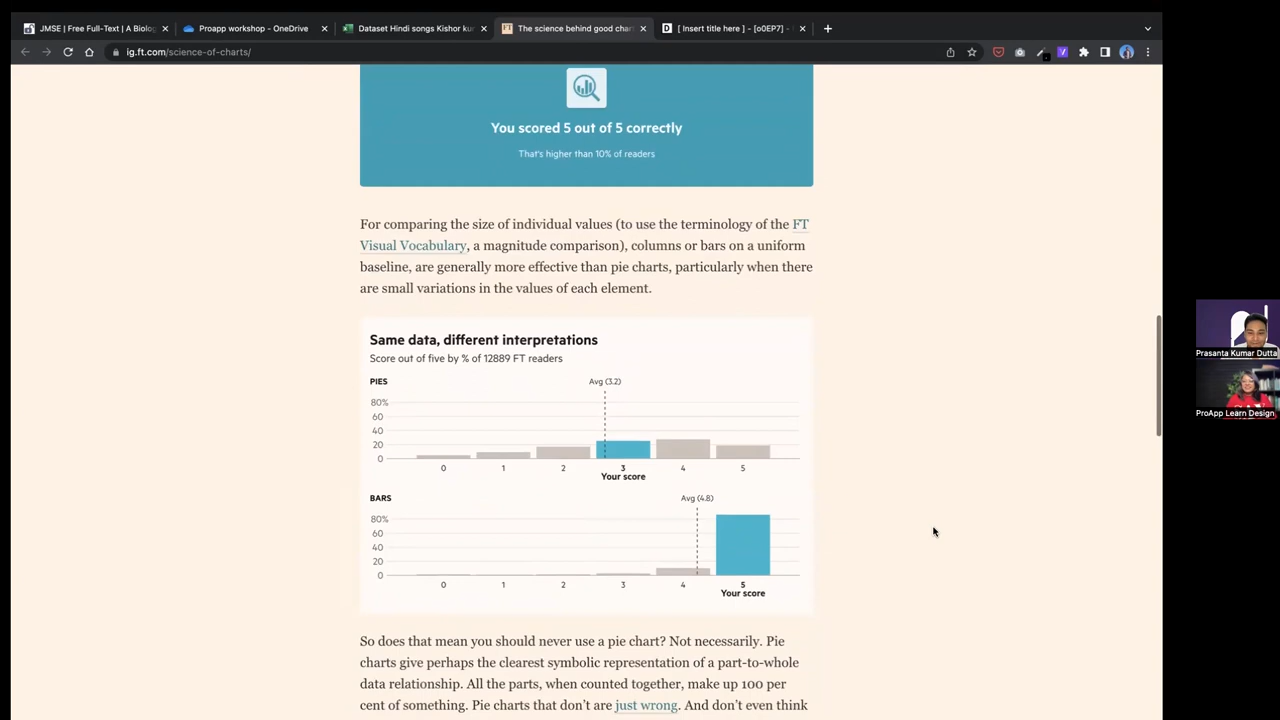 JMSE | Free Full-Text | A Biolog
Proapp workshop - OneDrive
Dataset Hindi songs Kishor kum
The science behind good char
[ Insert title here ] - [o0EP7] -
ig.ft.com/science-of-charts/
You scored 5 out of 5 correctly
That's higher than 10% of readers
For comparing the size of individual values (to use the terminology of the FT
Visual Vocabulary, a magnitude comparison), columns or bars on a uniform
baseline, are generally more effective than pie charts, particularly when there
are small variations in the values of each element.
Same data, different interpretations
Score out of five by % of 12889 FT readers
PIES
Avg (3.2)
80%
60
40
20
0
0 1 2 3 4 5
Your score
BARS
Avg (4.8)
80%
60
40
20
0
0 1 2 3 4 5
Your score
So does that mean you should never use a pie chart? Not necessarily. Pie
charts give perhaps the clearest symbolic representation of a part-to-whole
data relationship. All the parts, when counted together, make up 100 per
cent of something. Pie charts that don't are just wrong. And don't even think
Prasanta Kumar Dutta
ProApp Learn Design